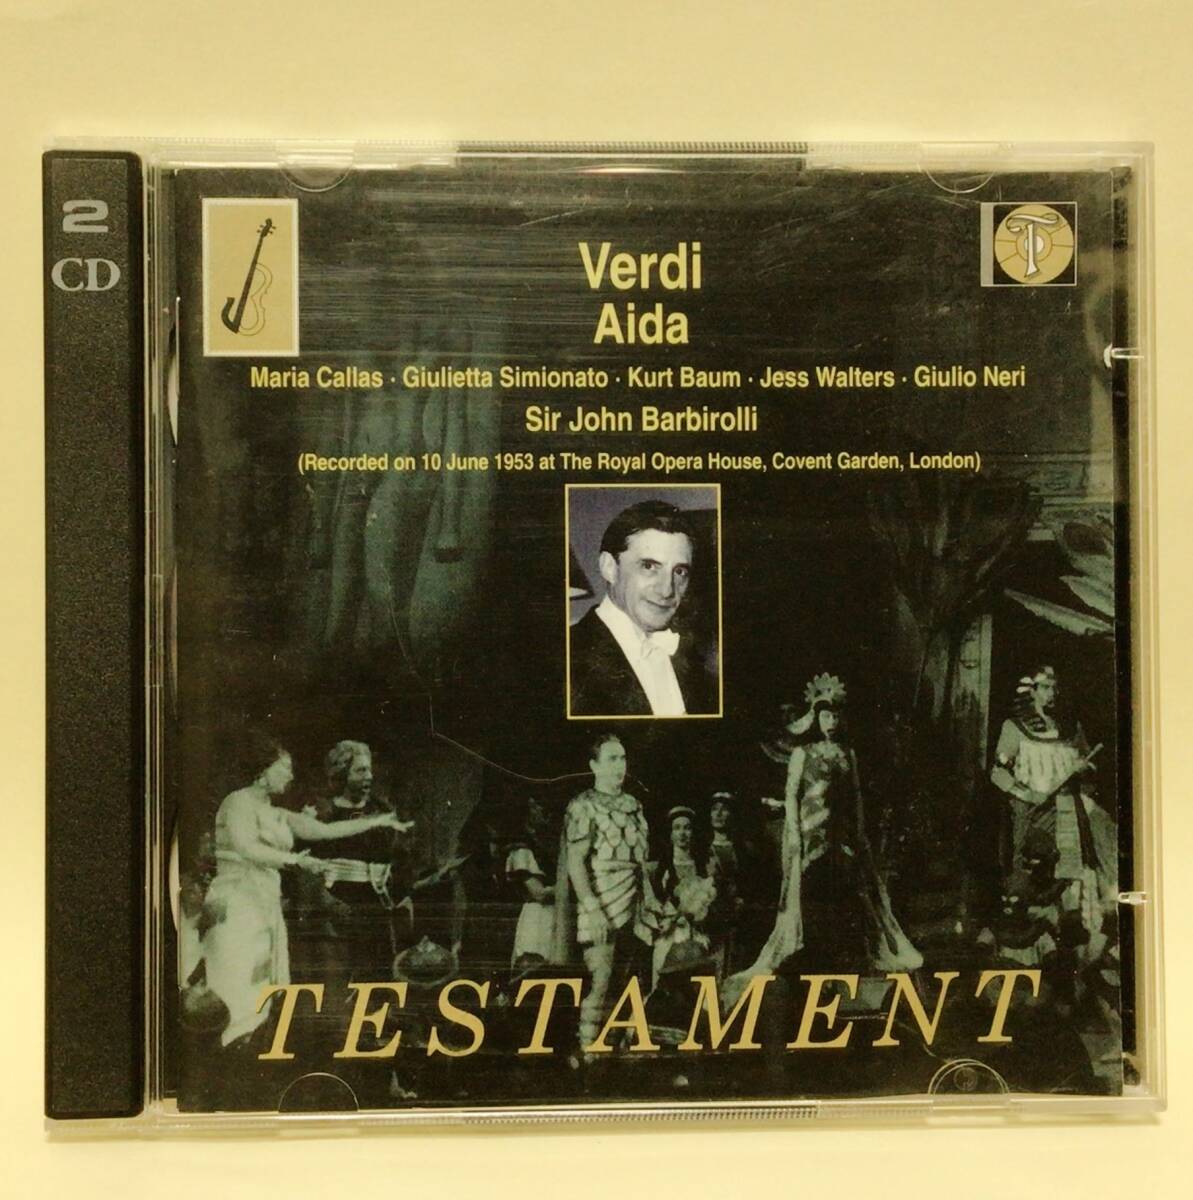 2
CD
T
Verdi
Aida
Maria Callas · Giulietta Simionato · Kurt Baum · Jess Walters · Giulio Neri
Sir John Barbirolli
(Recorded on 10 June 1953 at The Royal Opera House, Covent Garden, London)
TESTAMENT